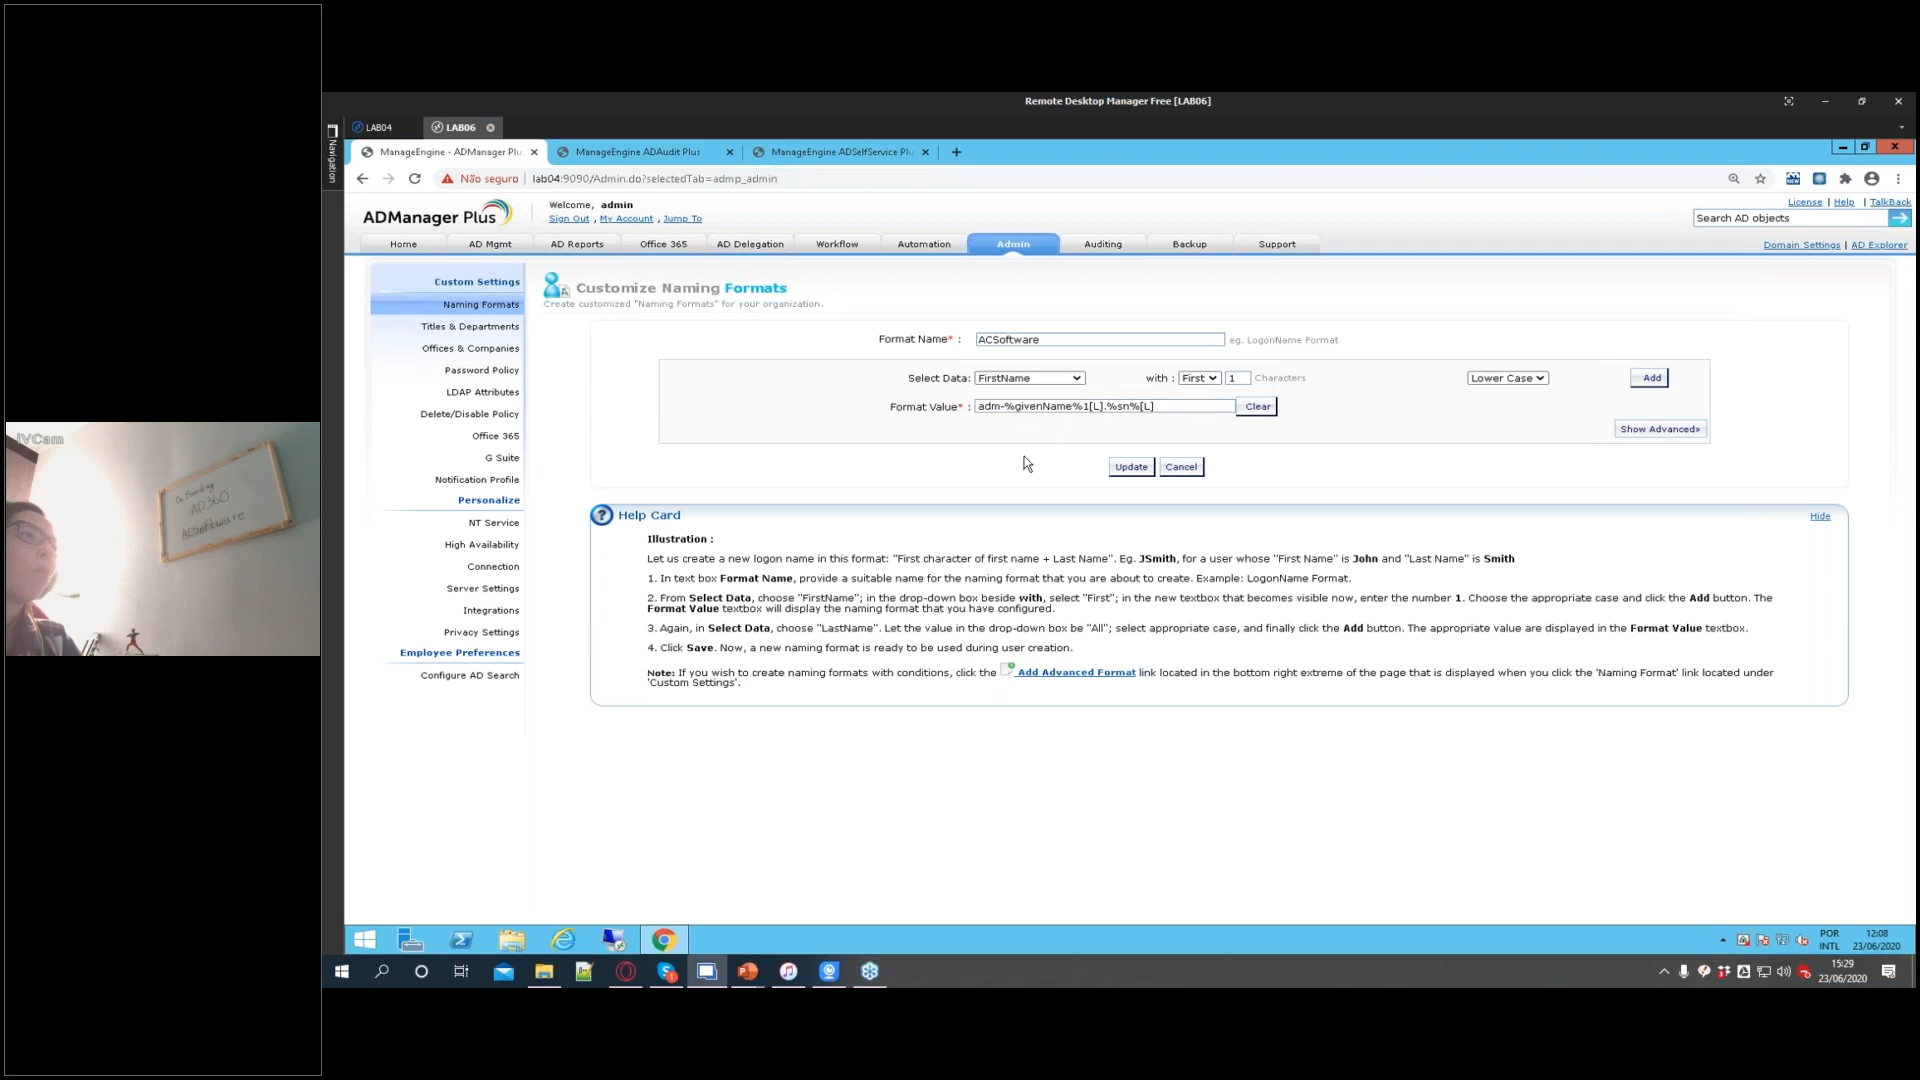 Remote Desktop Manager Free [LAB06]
LAB04
LAB06
Navigation
ManageEngine - ADManager Plu
ManageEngine ADAudit Plus
ManageEngine ADSelfService Plu
Não seguro
lab04:9090/Admin.do?selectedTab=admp_admin
ADManager Plus
Welcome, admin
Sign Out , My Account , Jump To
License | Help | TalkBack
Search AD objects
Home
AD Mgmt
AD Reports
Office 365
AD Delegation
Workflow
Automation
Admin
Auditing
Backup
Support
Domain Settings | AD Explorer
Custom Settings
Naming Formats
Titles & Departments
Offices & Companies
Password Policy
LDAP Attributes
Delete/Disable Policy
Office 365
G Suite
Notification Profile
Personalize
NT Service
High Availability
Connection
Server Settings
Integrations
Privacy Settings
Employee Preferences
Configure AD Search
Customize Naming Formats
Create customized "Naming Formats" for your organization.
Format Name* : ACSoftware eg. LogonName Format
Select Data: FirstName with : First 1 Characters Lower Case Add
Format Value* : adm-%givenName%1[L].%sn%[L] Clear
Show Advanced»
Update Cancel
Help Card
Hide
Illustration :
Let us create a new logon name in this format: "First character of first name + Last Name". Eg. JSmith, for a user whose "First Name" is John and "Last Name" is Smith
1. In text box Format Name, provide a suitable name for the naming format that you are about to create. Example: LogonName Format.
2. From Select Data, choose "FirstName"; in the drop-down box beside with, select "First"; in the new textbox that becomes visible now, enter the number 1. Choose the appropriate case and click the Add button. The
Format Value textbox will display the naming format that you have configured.
3. Again, in Select Data, choose "LastName". Let the value in the drop-down box be "All"; select appropriate case, and finally click the Add button. The appropriate value are displayed in the Format Value textbox.
4. Click Save. Now, a new naming format is ready to be used during user creation.
Note: If you wish to create naming formats with conditions, click the Add Advanced Format link located in the bottom right extreme of the page that is displayed when you click the 'Naming Format' link located under
'Custom Settings'.
iVCam
On Boarding
AD360
ACSoftware
POR
INTL
12:08
23/06/2020
15:29
23/06/2020